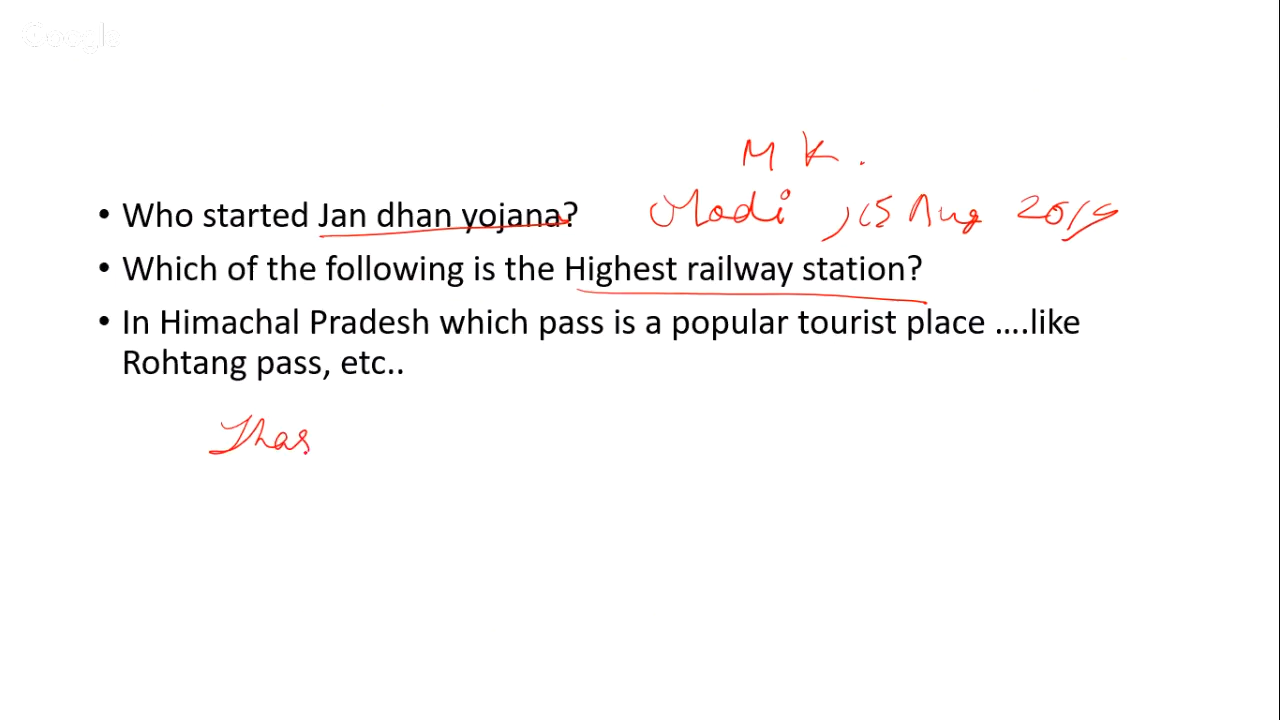 Google
M K.
• Who started Jan dhan yojana? Modi , 15 Aug 2014
• Which of the following is the Highest railway station?
• In Himachal Pradesh which pass is a popular tourist place ....like
Rohtang pass, etc..